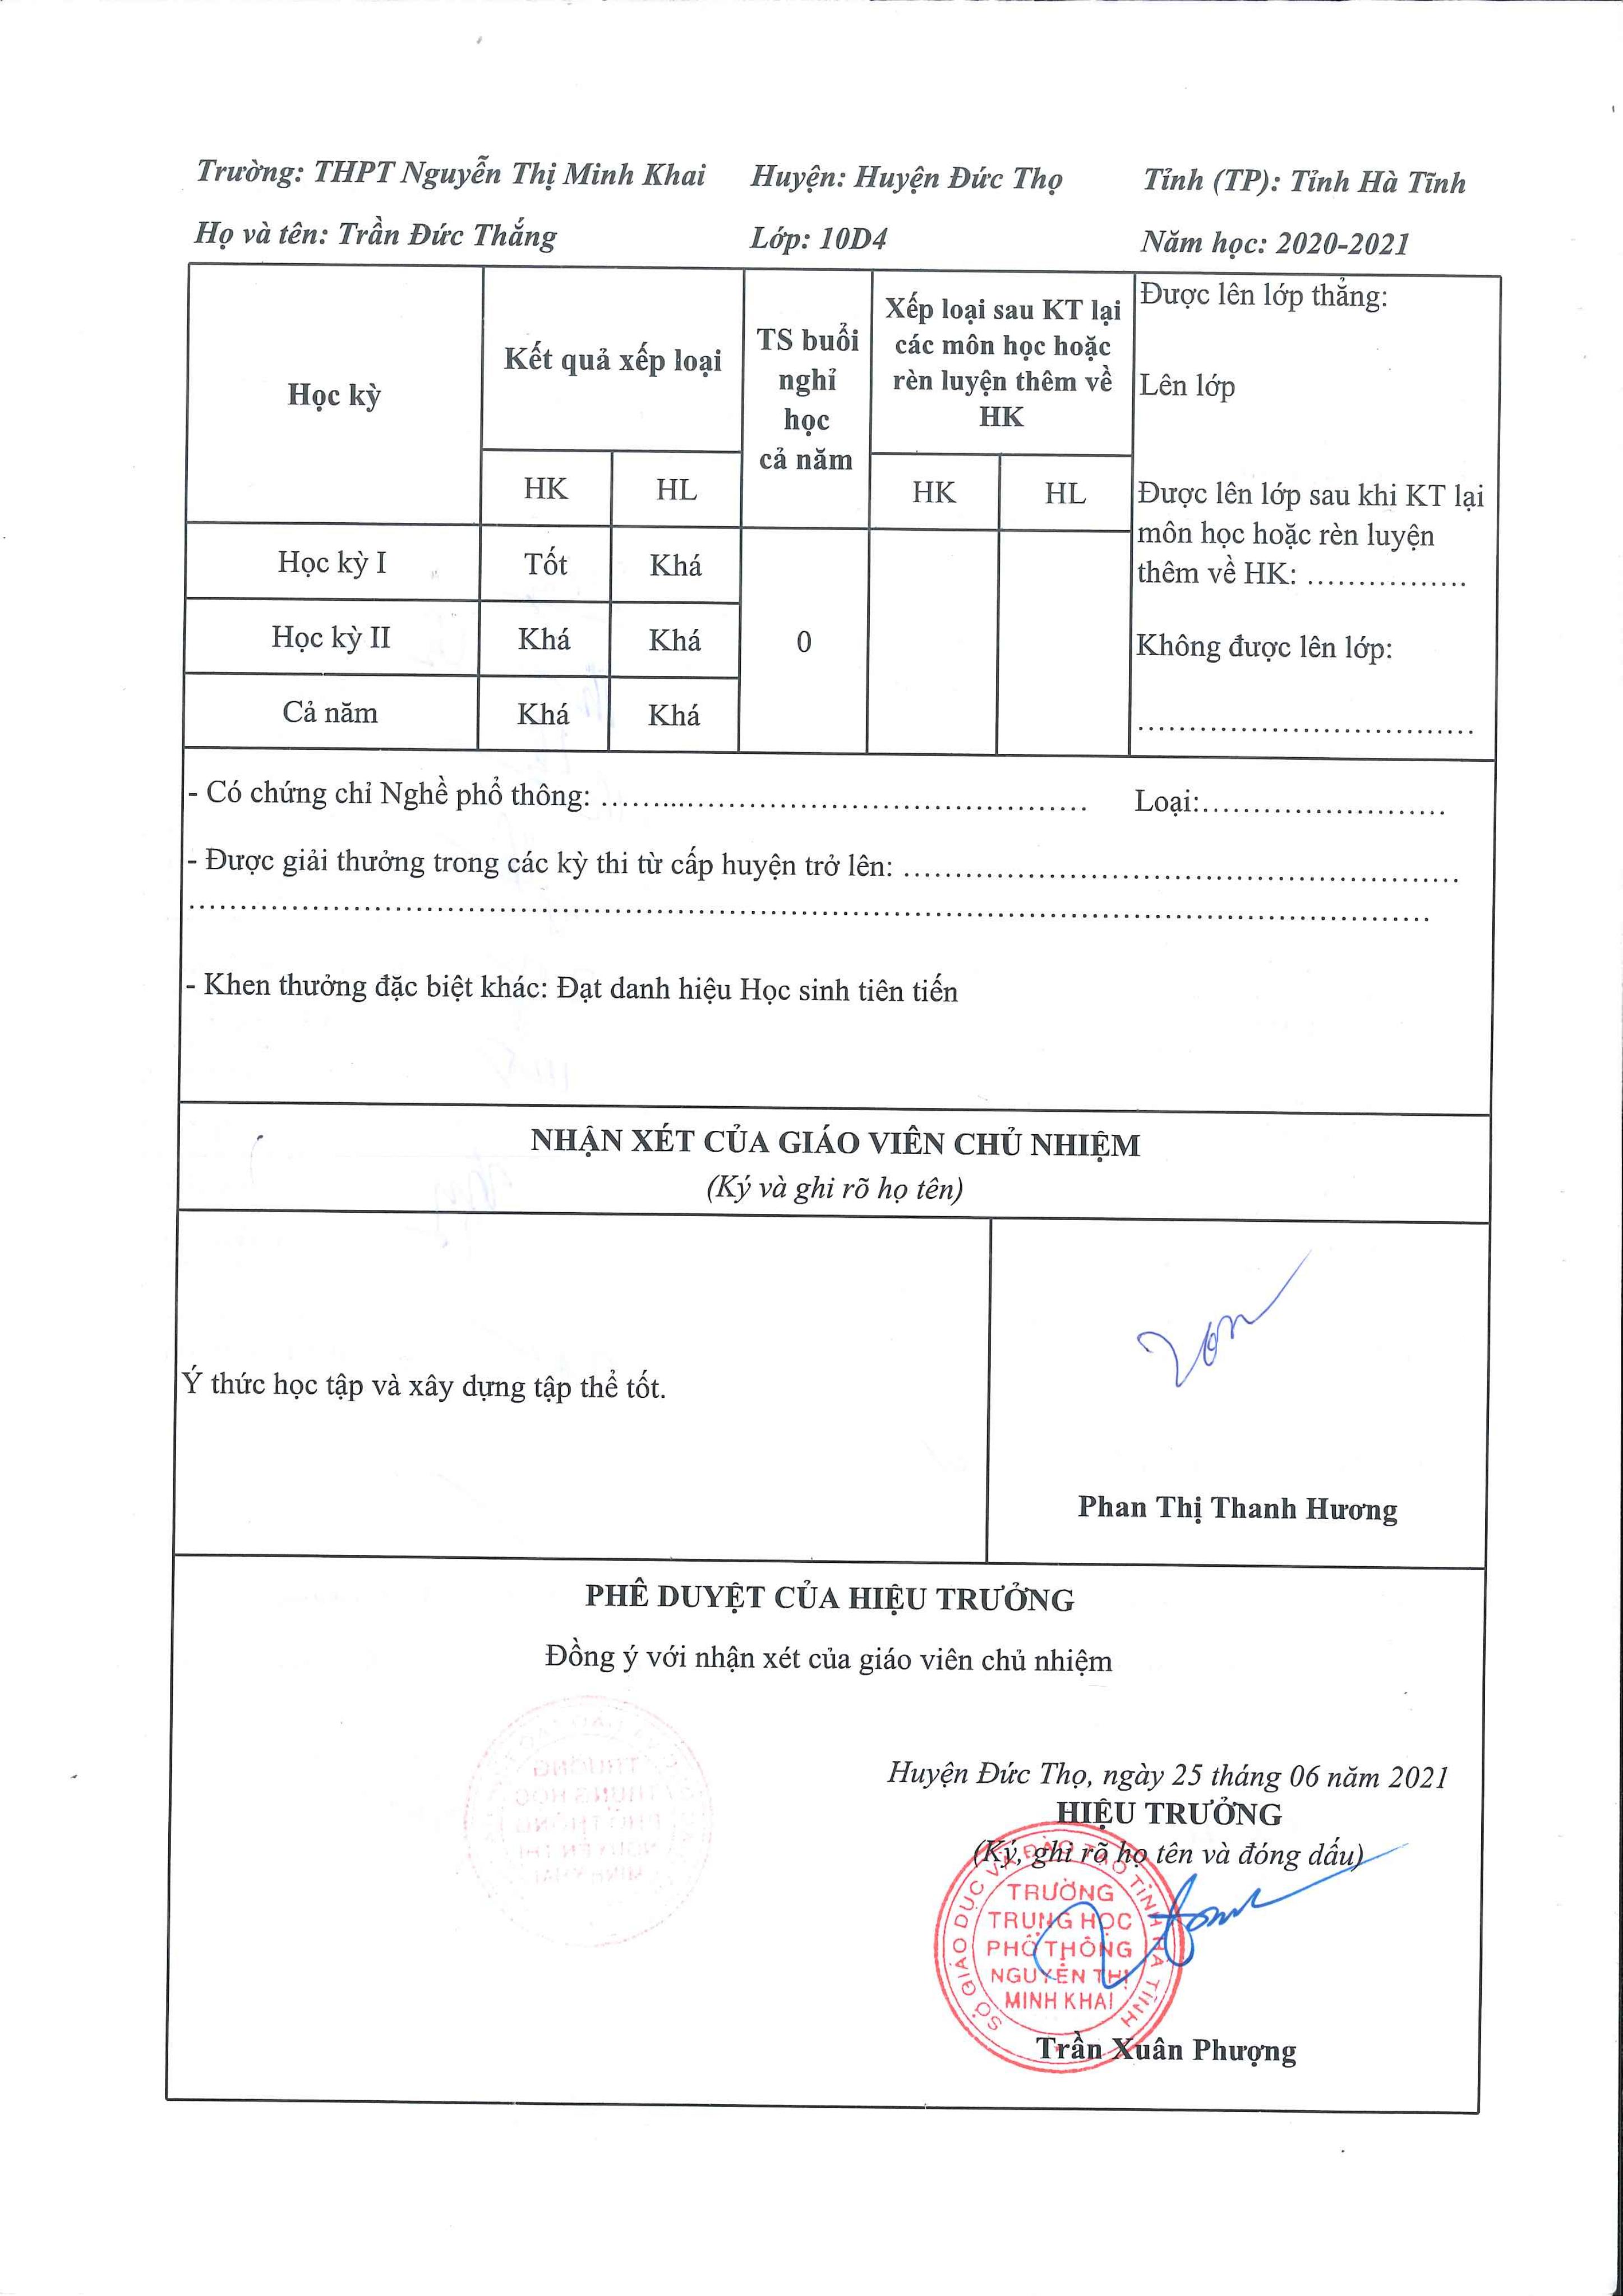 Trường: THPT Nguyễn Thị Minh Khai Huyện: Huyện Đức Thọ Tỉnh (TP): Tỉnh Hà Tĩnh
Họ và tên: Trần Đức Thắng Lớp: 10D4 Năm học: 2020-2021
Học kỳ
Kết quả xếp loại
TS buổi
nghỉ
học
cả năm
Xếp loại sau KT lại
các môn học hoặc
rèn luyện thêm về
HK
HK HL
HK HL
Được lên lớp thẳng:
Lên lớp
Được lên lớp sau khi KT lại
môn học hoặc rèn luyện
thêm về HK: ................
Không được lên lớp:
.................................
Học kỳ I Tốt Khá
Học kỳ II Khá Khá 0
Cả năm Khá Khá
- Có chứng chỉ Nghề phổ thông: ................................................ Loại:........................
- Được giải thưởng trong các kỳ thi từ cấp huyện trở lên: .......................................................
...........................................................................................................................
- Khen thưởng đặc biệt khác: Đạt danh hiệu Học sinh tiên tiến
NHẬN XÉT CỦA GIÁO VIÊN CHỦ NHIỆM
(Ký và ghi rõ họ tên)
Ý thức học tập và xây dựng tập thể tốt.
Phan Thị Thanh Hương
PHÊ DUYỆT CỦA HIỆU TRƯỞNG
Đồng ý với nhận xét của giáo viên chủ nhiệm
Huyện Đức Thọ, ngày 25 tháng 06 năm 2021
HIỆU TRƯỞNG
(Ký, ghi rõ họ tên và đóng dấu)
SỞ GIÁO DỤC VÀ ĐÀO TẠO TỈNH HÀ TĨNH
TRƯỜNG
TRUNG HỌC
PHỔ THÔNG
NGUYỄN THỊ
MINH KHAI
Trần Xuân Phượng